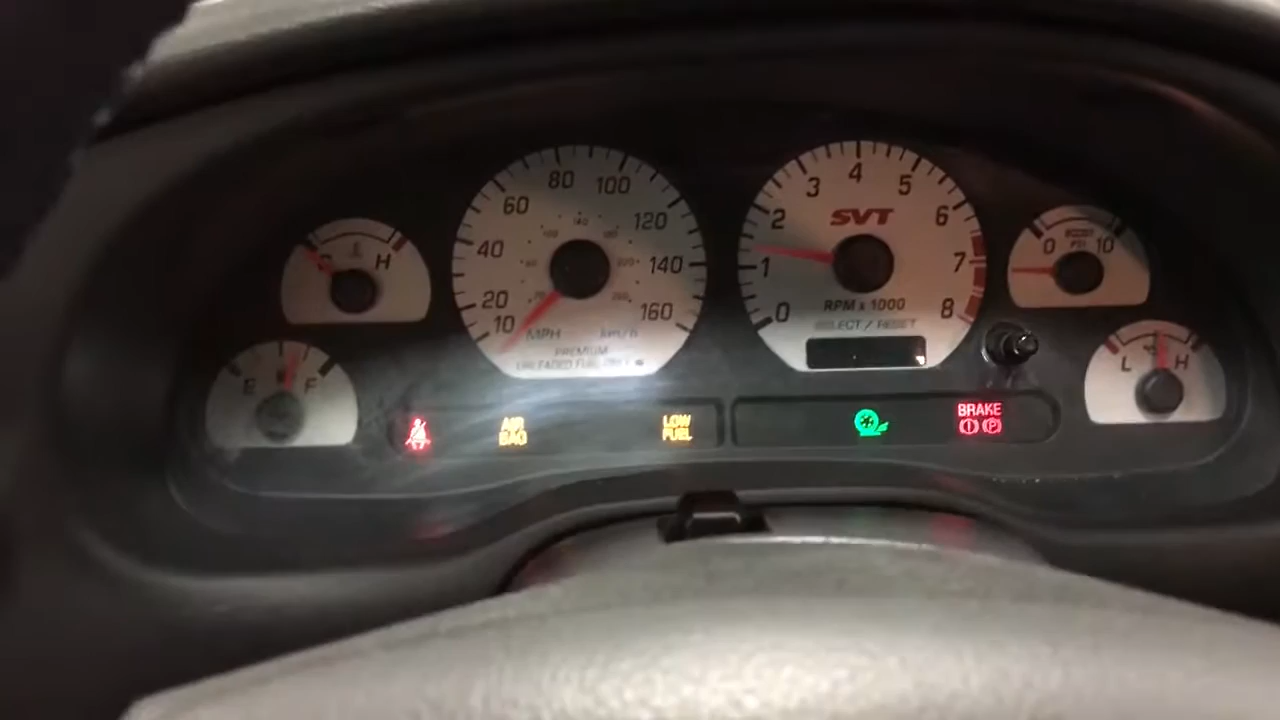 C H
E F
10 20 40 60 80 100 120 140 160
MPH km/h
PREMIUM
UNLEADED FUEL ONLY
0 1 2 3 4 5 6 7 8
SVT
RPM x 1000
SELECT / RESET
0 10
PSI
L H
AIR
BAG
LOW
FUEL
BRAKE
(!) (P)